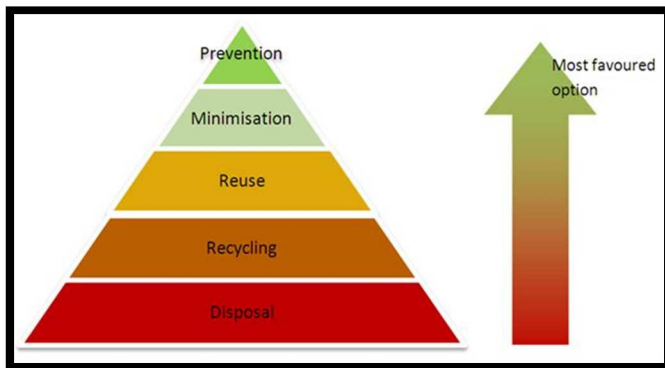 Prevention
Minimisation
Reuse
Recycling
Disposal
Most favoured
option